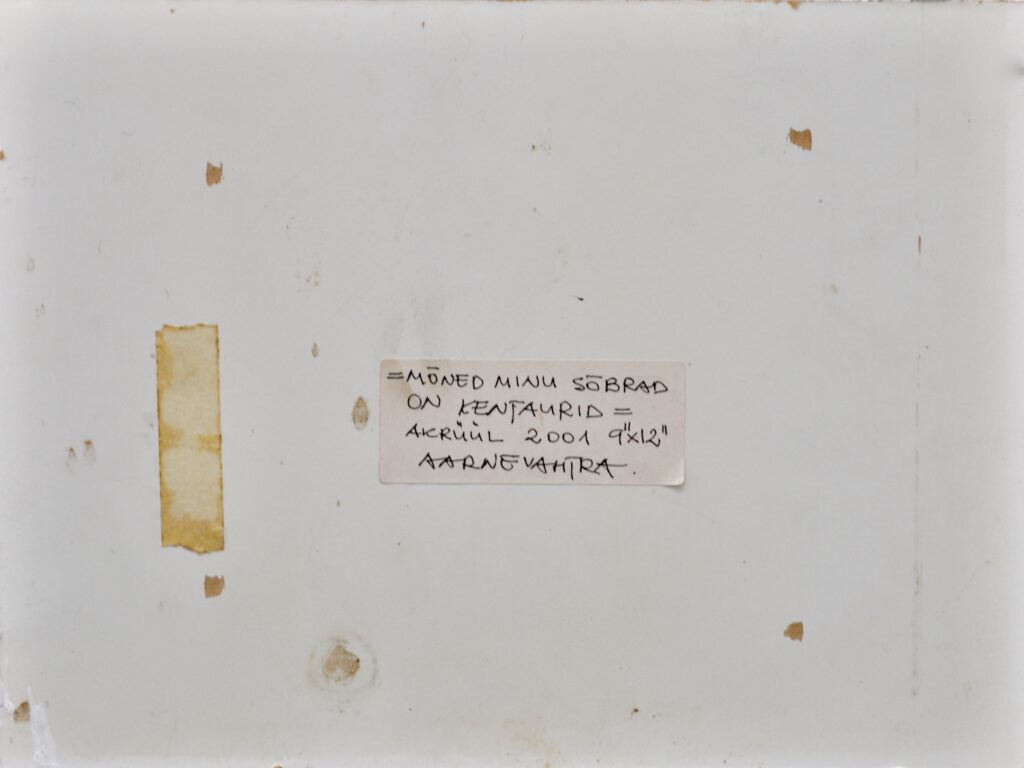 =MÕNED MINU SÕBRAD
ON KENTAURID =
AKRÜÜL 2001 9"x12"
AARNE VAHTRA.